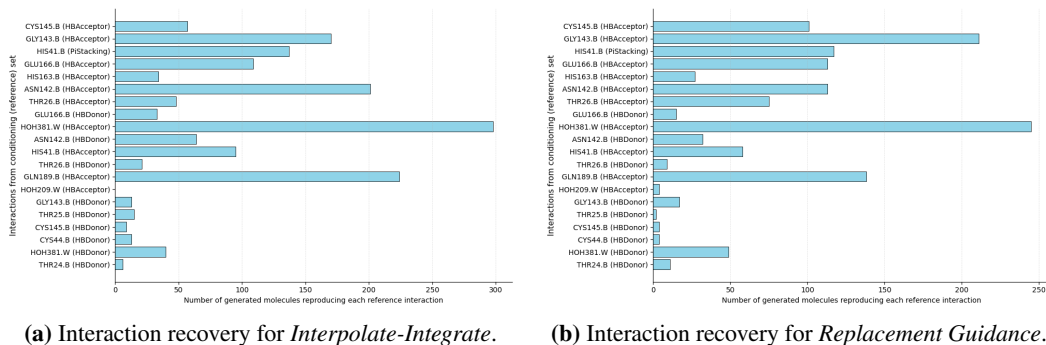 Interactions from conditioning (reference) set
CYS145.B (HBAcceptor)
GLY143.B (HBAcceptor)
HIS41.B (PiStacking)
GLU166.B (HBAcceptor)
HIS163.B (HBAcceptor)
ASN142.B (HBAcceptor)
THR26.B (HBAcceptor)
GLU166.B (HBDonor)
HOH381.W (HBAcceptor)
ASN142.B (HBDonor)
HIS41.B (HBAcceptor)
THR26.B (HBDonor)
GLN189.B (HBAcceptor)
HOH209.W (HBAcceptor)
GLY143.B (HBDonor)
THR25.B (HBDonor)
CYS145.B (HBDonor)
CYS44.B (HBDonor)
HOH381.W (HBDonor)
THR24.B (HBDonor)
0 50 100 150 200 250 300
Number of generated molecules reproducing each reference interaction
(a) Interaction recovery for Interpolate-Integrate.
Interactions from conditioning (reference) set
CYS145.B (HBAcceptor)
GLY143.B (HBAcceptor)
HIS41.B (PiStacking)
GLU166.B (HBAcceptor)
HIS163.B (HBAcceptor)
ASN142.B (HBAcceptor)
THR26.B (HBAcceptor)
GLU166.B (HBDonor)
HOH381.W (HBAcceptor)
ASN142.B (HBDonor)
HIS41.B (HBAcceptor)
THR26.B (HBDonor)
GLN189.B (HBAcceptor)
HOH209.W (HBAcceptor)
GLY143.B (HBDonor)
THR25.B (HBDonor)
CYS145.B (HBDonor)
CYS44.B (HBDonor)
HOH381.W (HBDonor)
THR24.B (HBDonor)
0 50 100 150 200 250
Number of generated molecules reproducing each reference interaction
(b) Interaction recovery for Replacement Guidance.